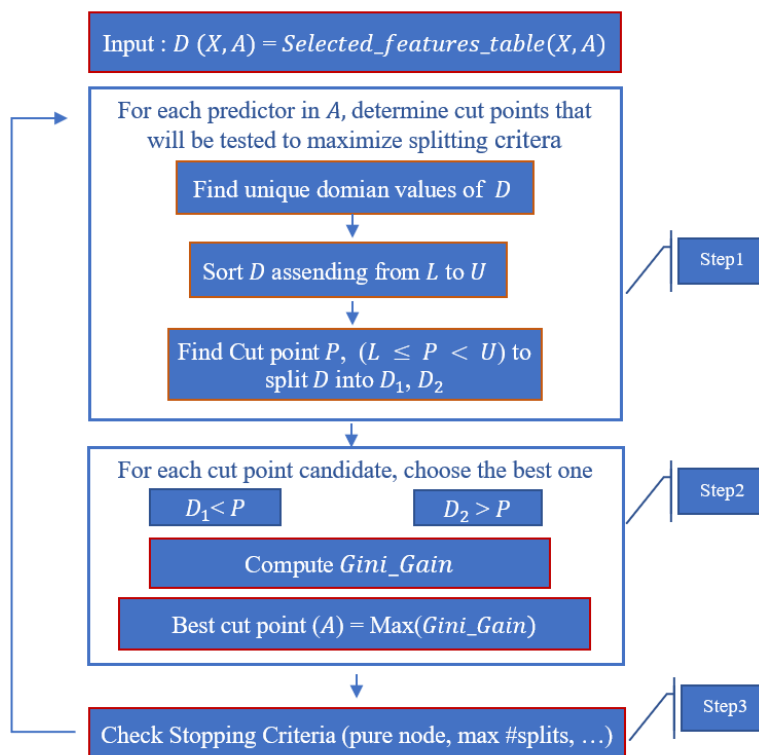 Input : D (X, A) = Selected_features_table(X, A)
For each predictor in A, determine cut points that
will be tested to maximize splitting critera
Find unique domian values of D
Sort D assending from L to U
Find Cut point P, (L ≤ P < U) to
split D into D₁, D₂
Step1
For each cut point candidate, choose the best one
D₁< P
D₂ > P
Compute Gini_Gain
Best cut point (A) = Max(Gini_Gain)
Step2
Check Stopping Criteria (pure node, max #splits, …)
Step3